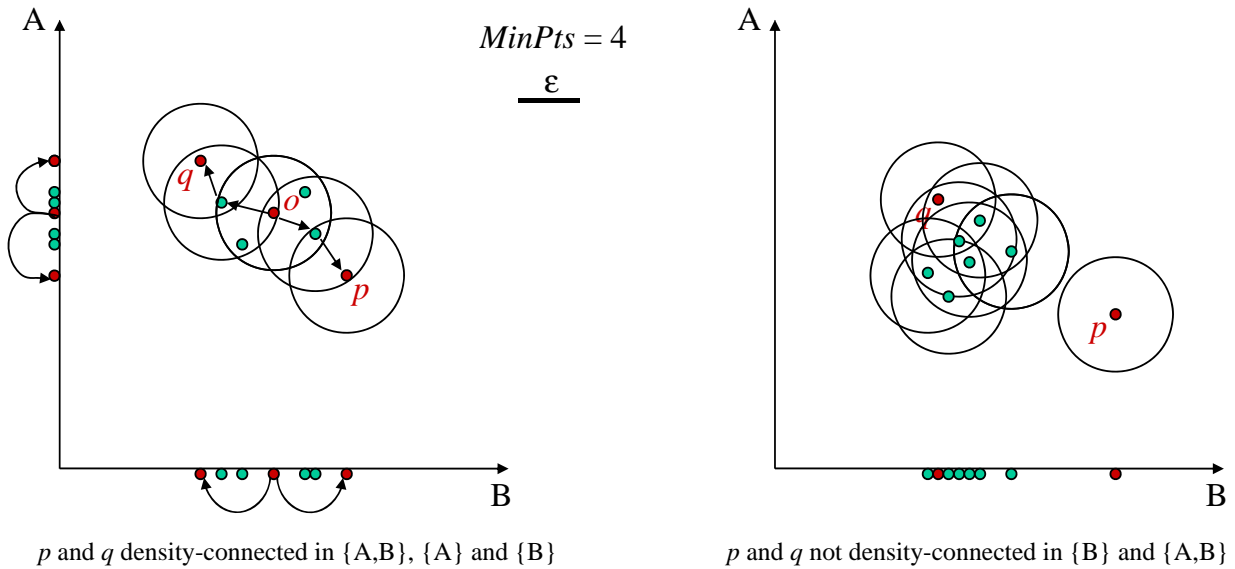 A
MinPts = 4
A
ε
q
o
p
q
p
B
B
p and q density-connected in {A,B}, {A} and {B}
p and q not density-connected in {B} and {A,B}